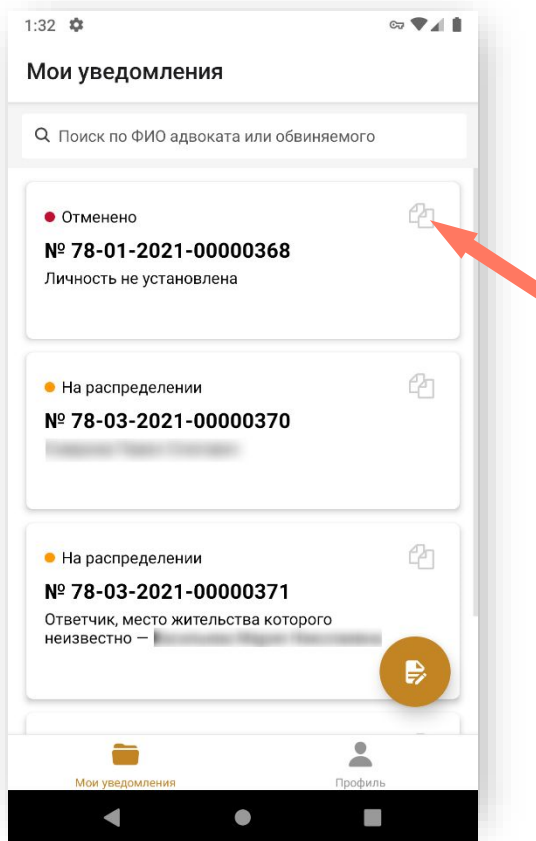 1:32
Мои уведомления
Поиск по ФИО адвоката или обвиняемого
Отменено
№ 78-01-2021-00000368
Личность не установлена
На распределении
№ 78-03-2021-00000370
На распределении
№ 78-03-2021-00000371
Ответчик, место жительства которого
неизвестно —
Мои уведомления
Профиль